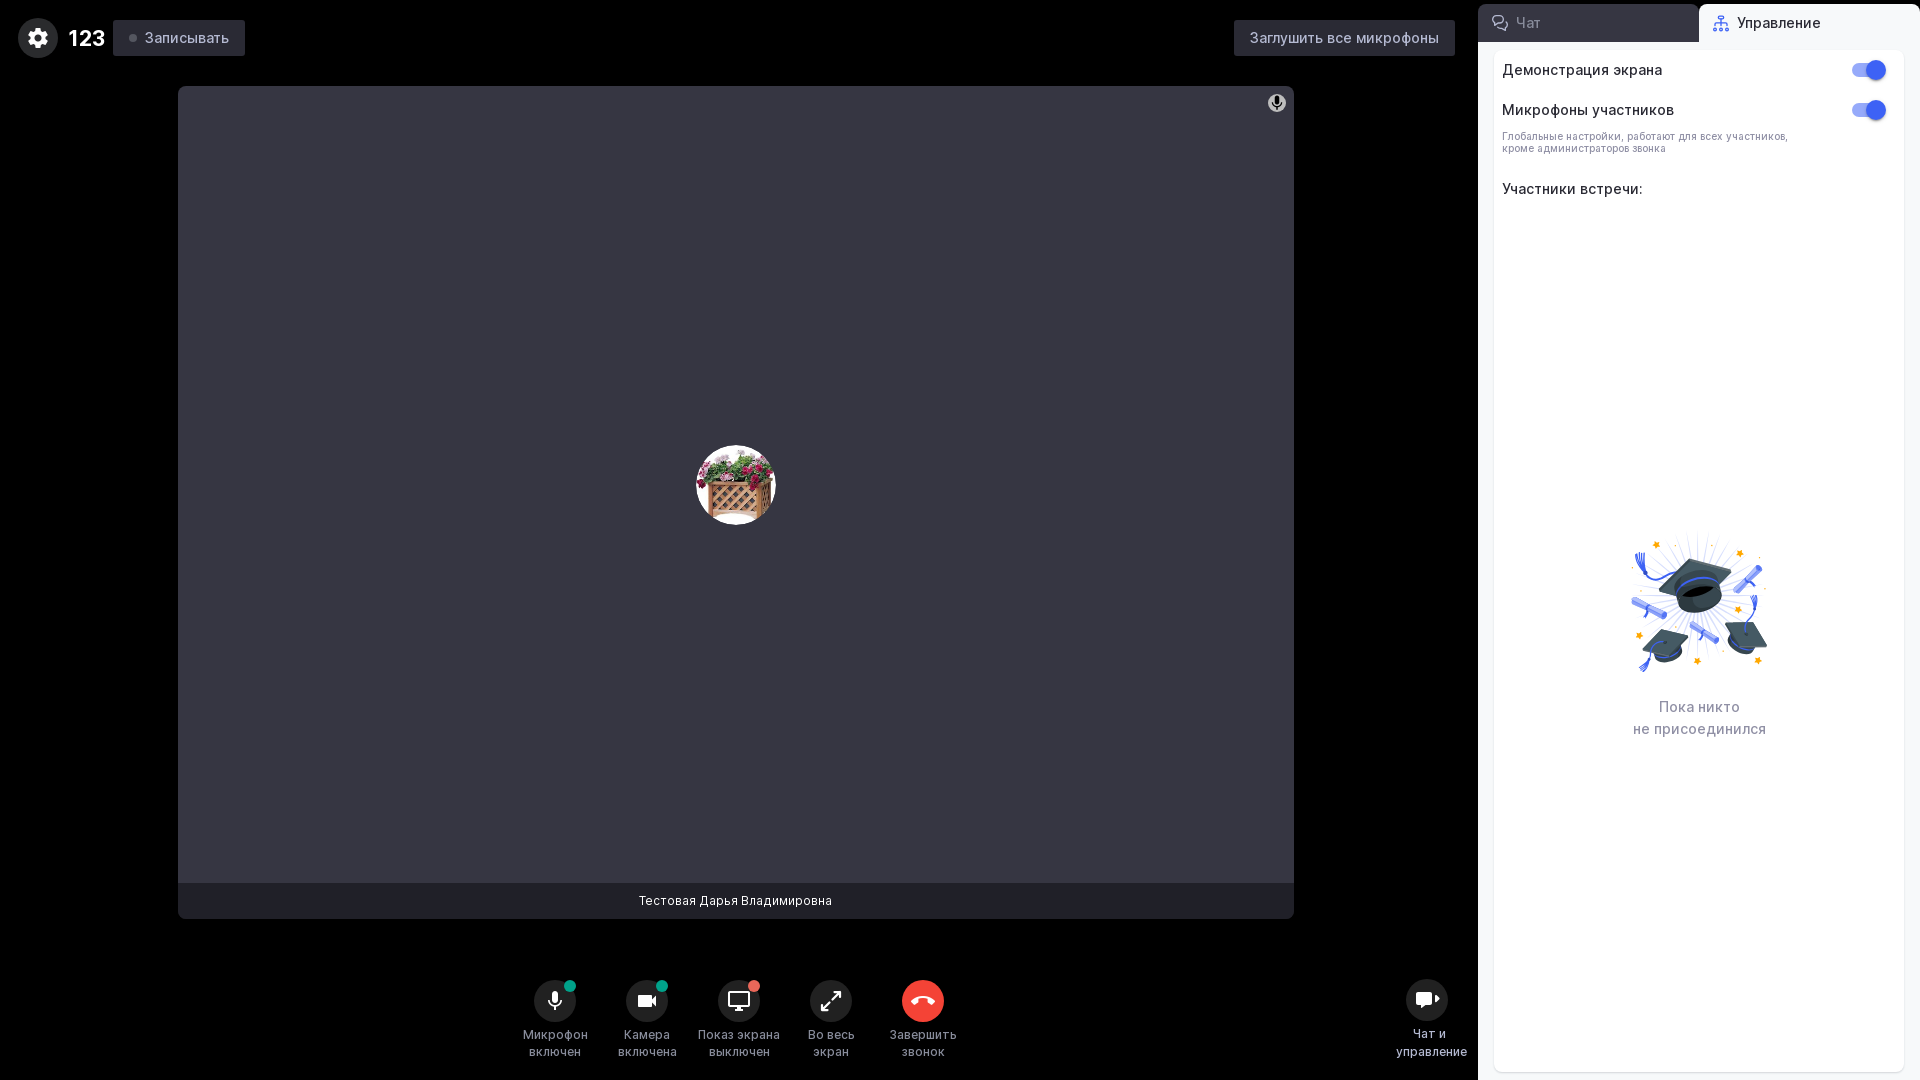 123
Записывать
Заглушить все микрофоны
Чат
Управление
Демонстрация экрана
Микрофоны участников
Глобальные настройки, работают для всех участников,
кроме администраторов звонка
Участники встречи:
Пока никто
не присоединился
Тестовая Дарья Владимировна
Микрофон
включен
Камера
включена
Показ экрана
выключен
Во весь
экран
Завершить
звонок
Чат и
управление